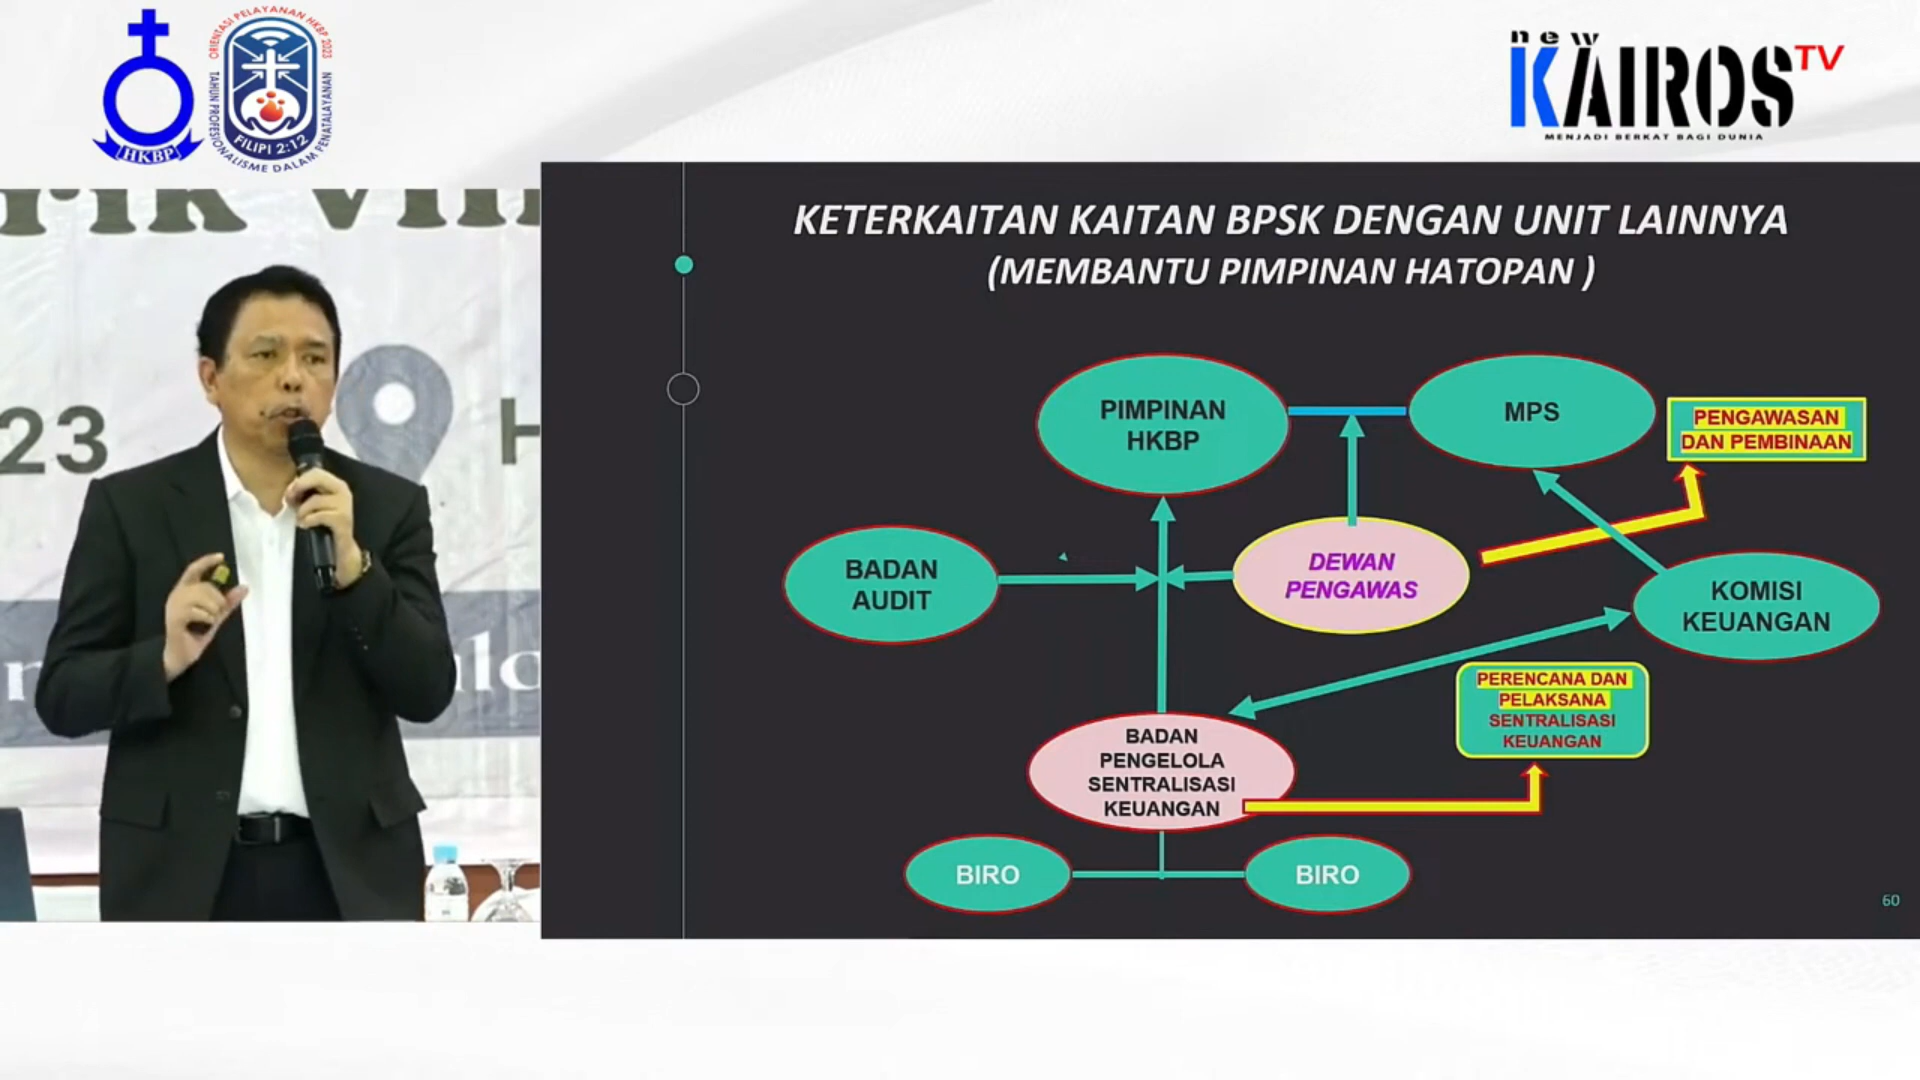 ORIENTASI PELAYANAN HKBP 2023
TAHUN PROFESIONALISME DALAM PENATALAYANAN
FILIPI 2:12
HKBP
new
KAIROS TV
MENJADI BERKAT BAGI DUNIA
23
H
KETERKAITAN KAITAN BPSK DENGAN UNIT LAINNYA
(MEMBANTU PIMPINAN HATOPAN )
PIMPINAN
HKBP
MPS
PENGAWASAN
DAN PEMBINAAN
BADAN
AUDIT
DEWAN
PENGAWAS
KOMISI
KEUANGAN
PERENCANA DAN
PELAKSANA
SENTRALISASI
KEUANGAN
BADAN
PENGELOLA
SENTRALISASI
KEUANGAN
BIRO
BIRO
60